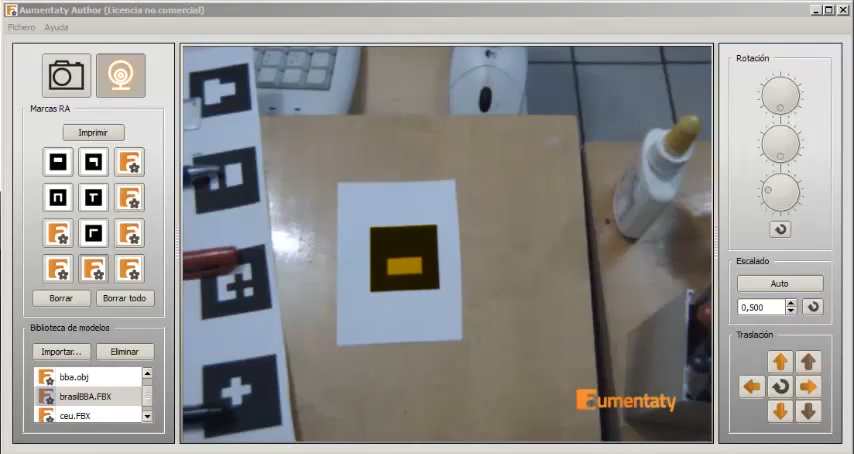 Aumentaty Author (Licencia no comercial)
Fichero Ayuda
Marcas RA
Imprimir
Borrar Borrar todo
Biblioteca de modelos
Importar... Eliminar
bba.obj
brasilBBA.FBX
ceu.FBX
aumentaty
Rotación
Escalado
Auto
0,500
Traslación